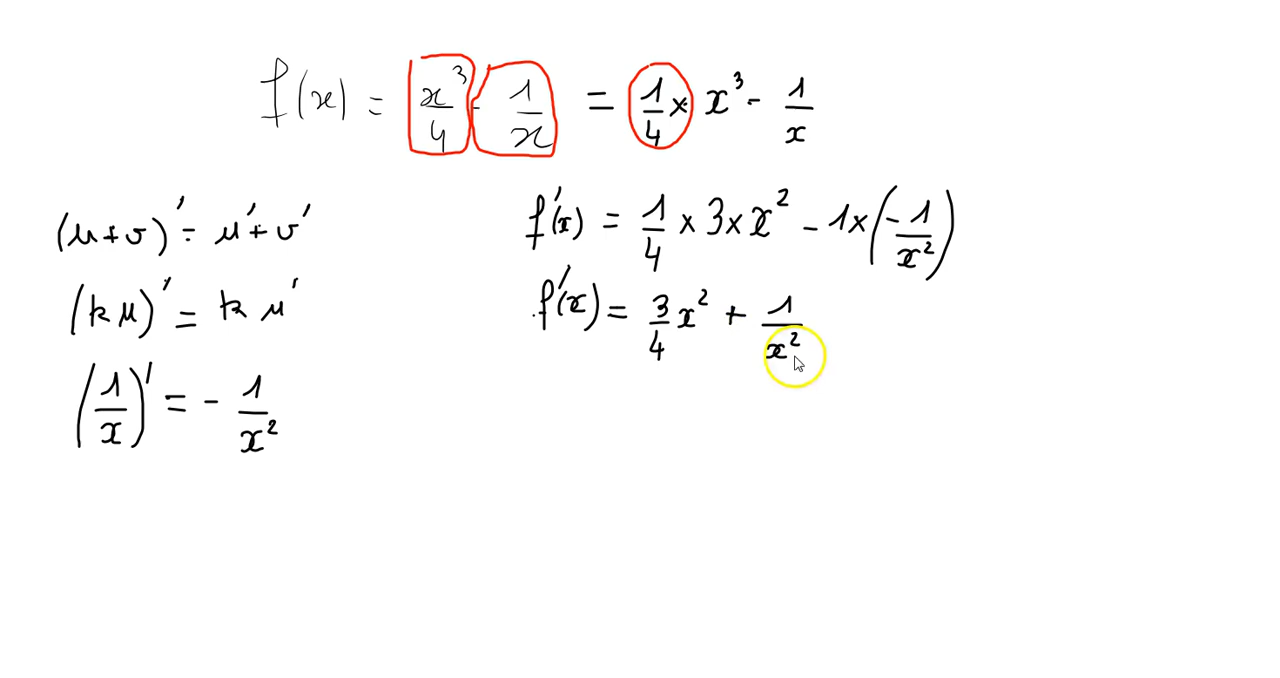 f(x) = x³/4 - 1/x = 1/4 × x³ - 1/x
(u+v)' = u'+v'
(ku)' = k u'
(1/x)' = - 1/x²
f'(x) = 1/4 × 3 × x² - 1 × (- 1/x²)
f'(x) = 3/4 x² + 1/x²